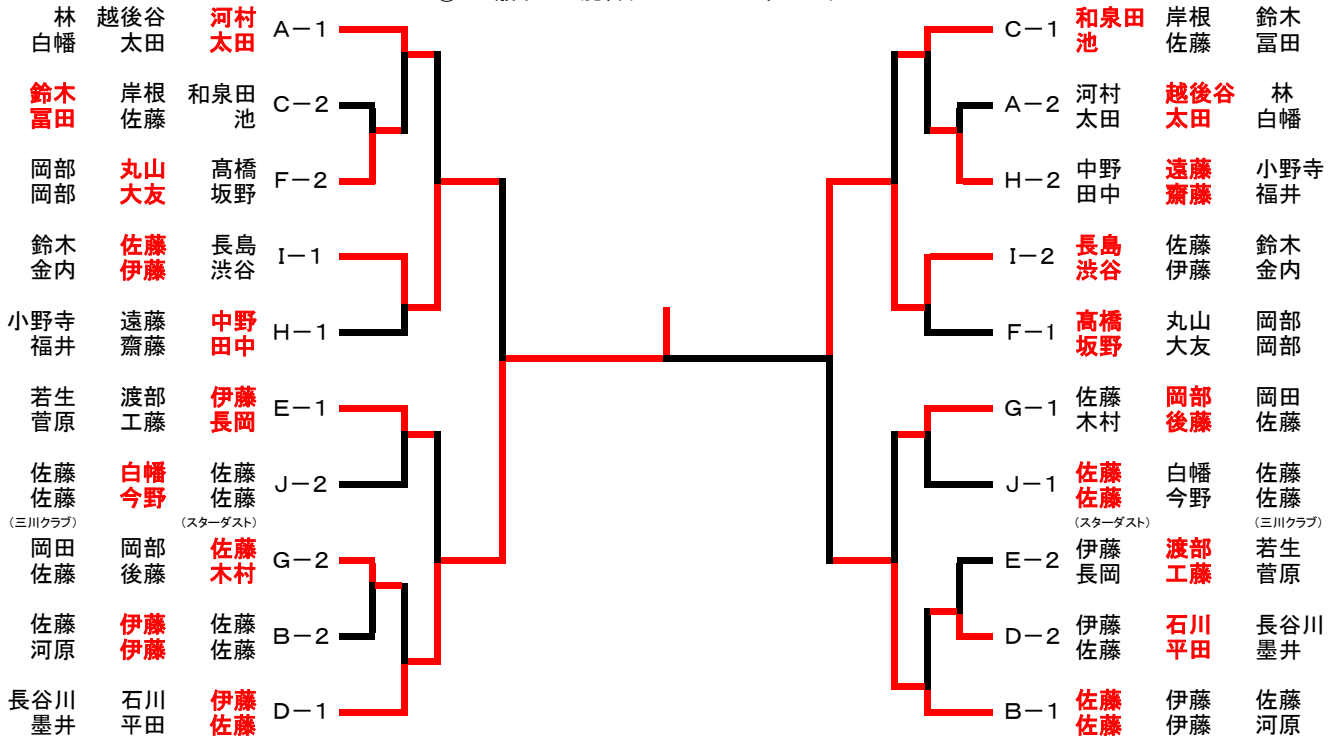 林 越後谷 河村
白幡 太田 太田
A-1
鈴木 岸根 和泉田
冨田 佐藤 池
C-2
岡部 丸山 髙橋
岡部 大友 坂野
F-2
鈴木 佐藤 長島
金内 伊藤 渋谷
I-1
小野寺 遠藤 中野
福井 齋藤 田中
H-1
若生 渡部 伊藤
菅原 工藤 長岡
E-1
佐藤 白幡 佐藤
佐藤 今野 佐藤
J-2
(三川クラブ) (スターダスト)
岡田 岡部 佐藤
佐藤 後藤 木村
G-2
佐藤 伊藤 佐藤
河原 伊藤 佐藤
B-2
長谷川 石川 伊藤
墨井 平田 佐藤
D-1
C-1
和泉田 岸根 鈴木
池 佐藤 冨田
A-2
河村 越後谷 林
太田 太田 白幡
H-2
中野 遠藤 小野寺
田中 齋藤 福井
I-2
長島 佐藤 鈴木
渋谷 伊藤 金内
F-1
髙橋 丸山 岡部
坂野 大友 岡部
G-1
佐藤 岡部 岡田
木村 後藤 佐藤
J-1
佐藤 白幡 佐藤
佐藤 今野 佐藤
(スターダスト) (三川クラブ)
E-2
伊藤 渡部 若生
長岡 工藤 菅原
D-2
伊藤 石川 長谷川
佐藤 平田 墨井
B-1
佐藤 伊藤 佐藤
佐藤 伊藤 河原